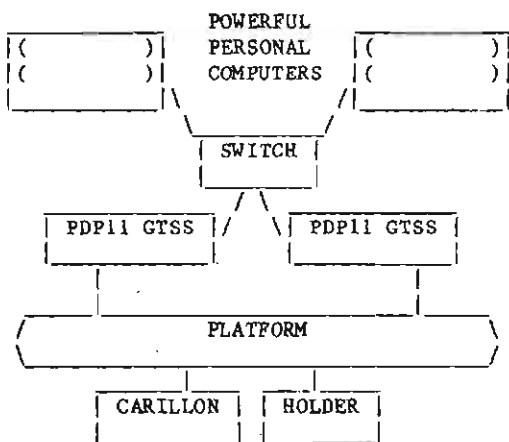 POWERFUL
PERSONAL
COMPUTERS
SWITCH
PDP11 GTSS
PDP11 GTSS
PLATFORM
CARILLON
HOLDER